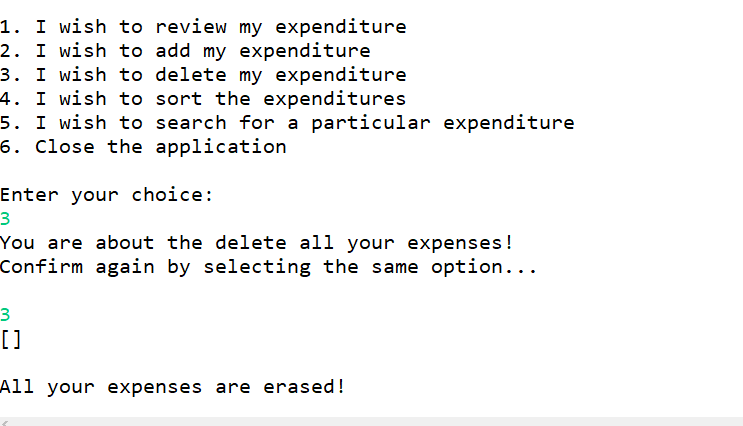 1. I wish to review my expenditure
2. I wish to add my expenditure
3. I wish to delete my expenditure
4. I wish to sort the expenditures
5. I wish to search for a particular expenditure
6. Close the application
Enter your choice:
3
You are about the delete all your expenses!
Confirm again by selecting the same option...
3
[]
All your expenses are erased!